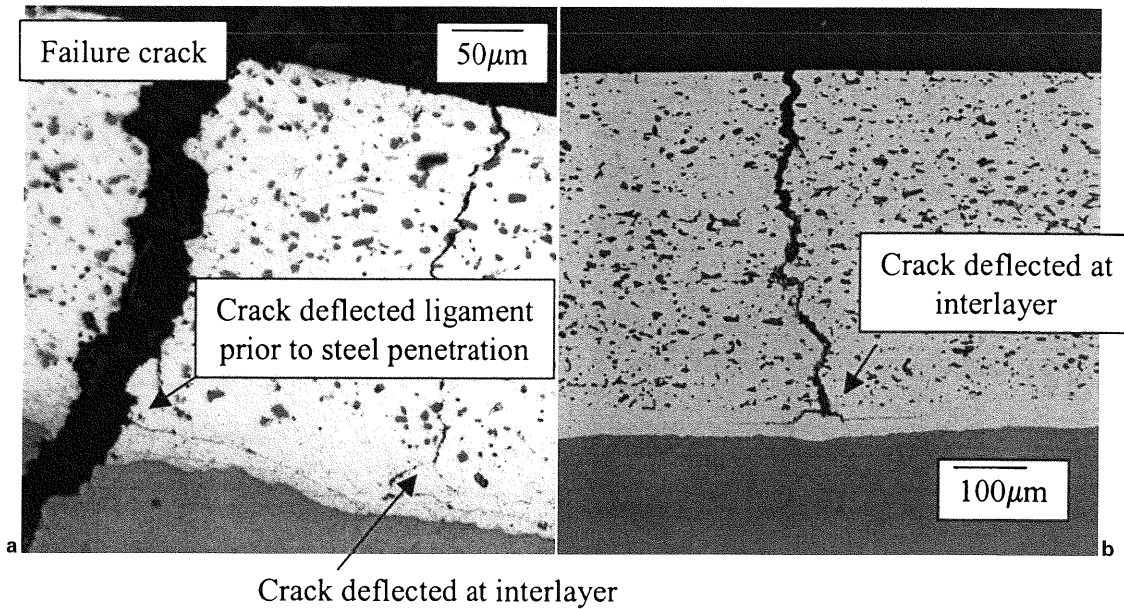 Failure crack
50μm
Crack deflected ligament
prior to steel penetration
Crack deflected at
interlayer
100μm
a
b
Crack deflected at interlayer